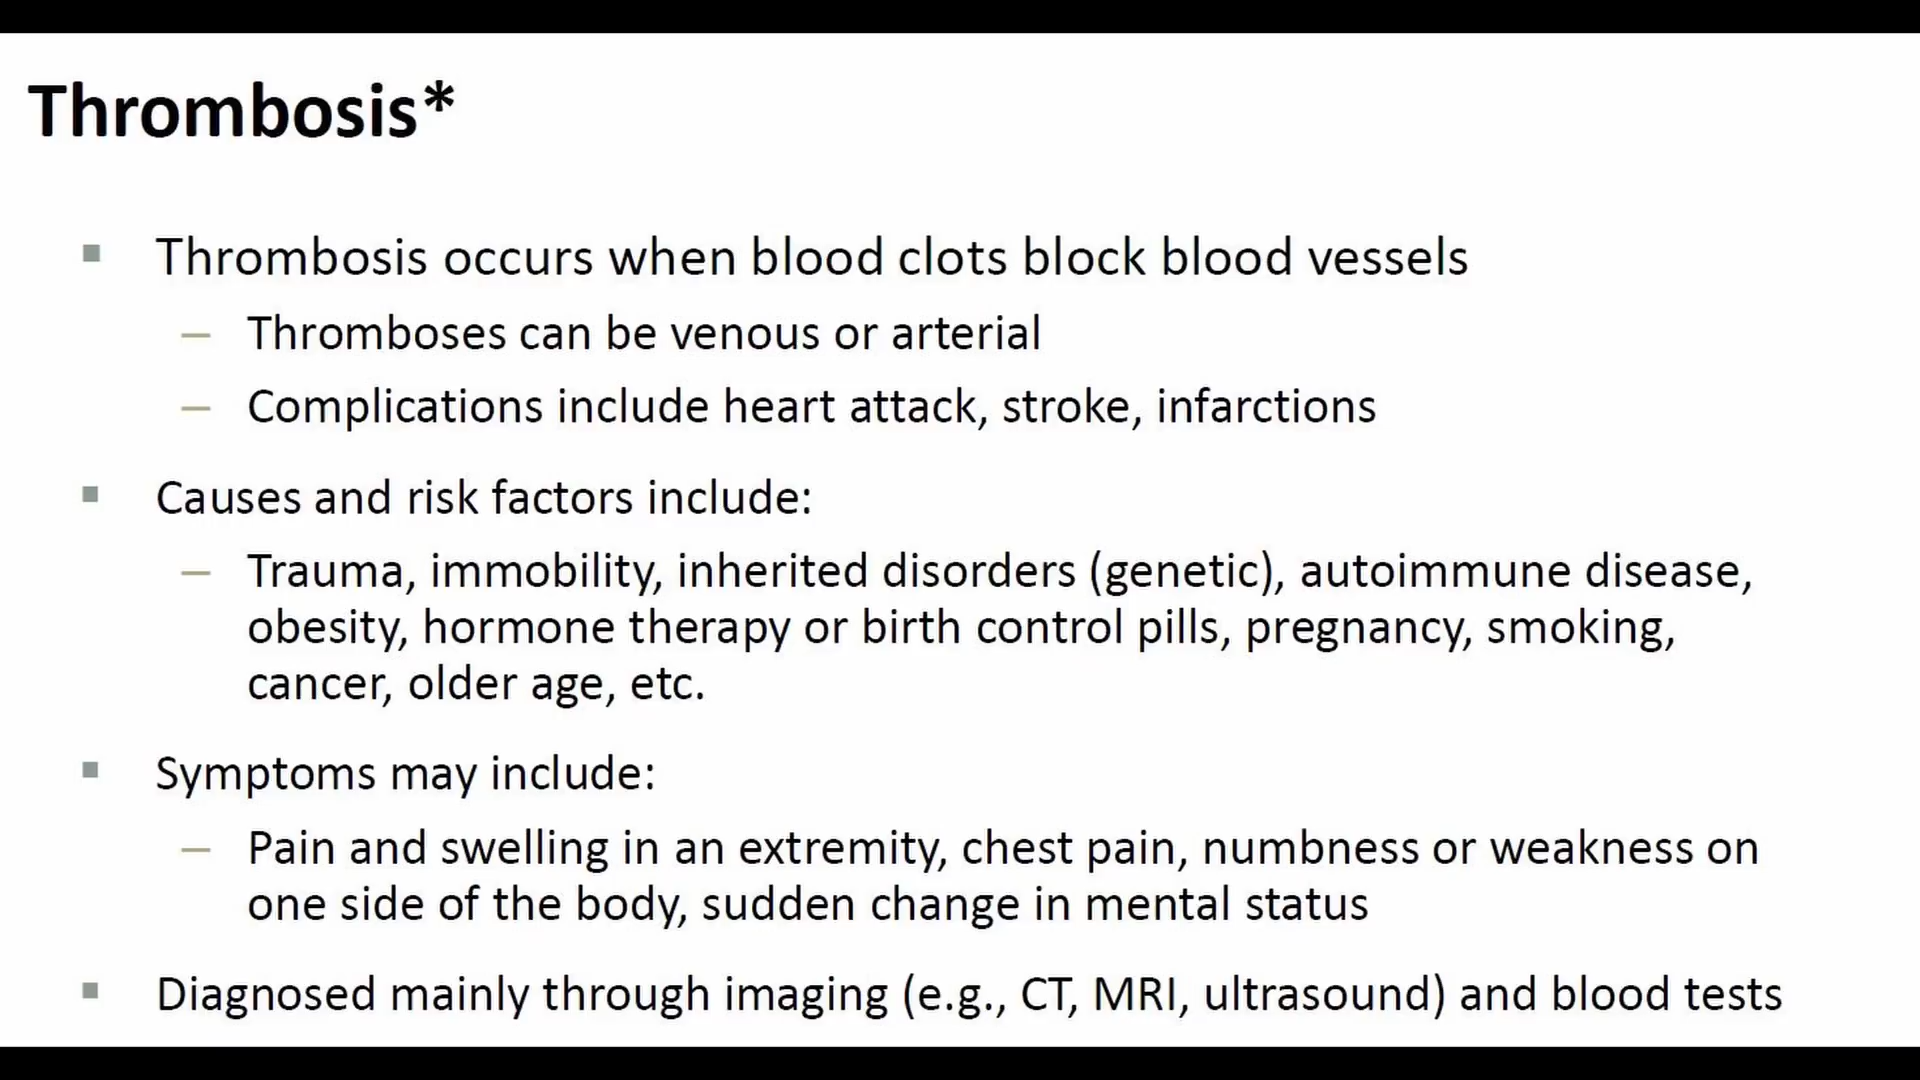 Thrombosis*
▪ Thrombosis occurs when blood clots block blood vessels
– Thromboses can be venous or arterial
– Complications include heart attack, stroke, infarctions
▪ Causes and risk factors include:
– Trauma, immobility, inherited disorders (genetic), autoimmune disease,
obesity, hormone therapy or birth control pills, pregnancy, smoking,
cancer, older age, etc.
▪ Symptoms may include:
– Pain and swelling in an extremity, chest pain, numbness or weakness on
one side of the body, sudden change in mental status
▪ Diagnosed mainly through imaging (e.g., CT, MRI, ultrasound) and blood tests